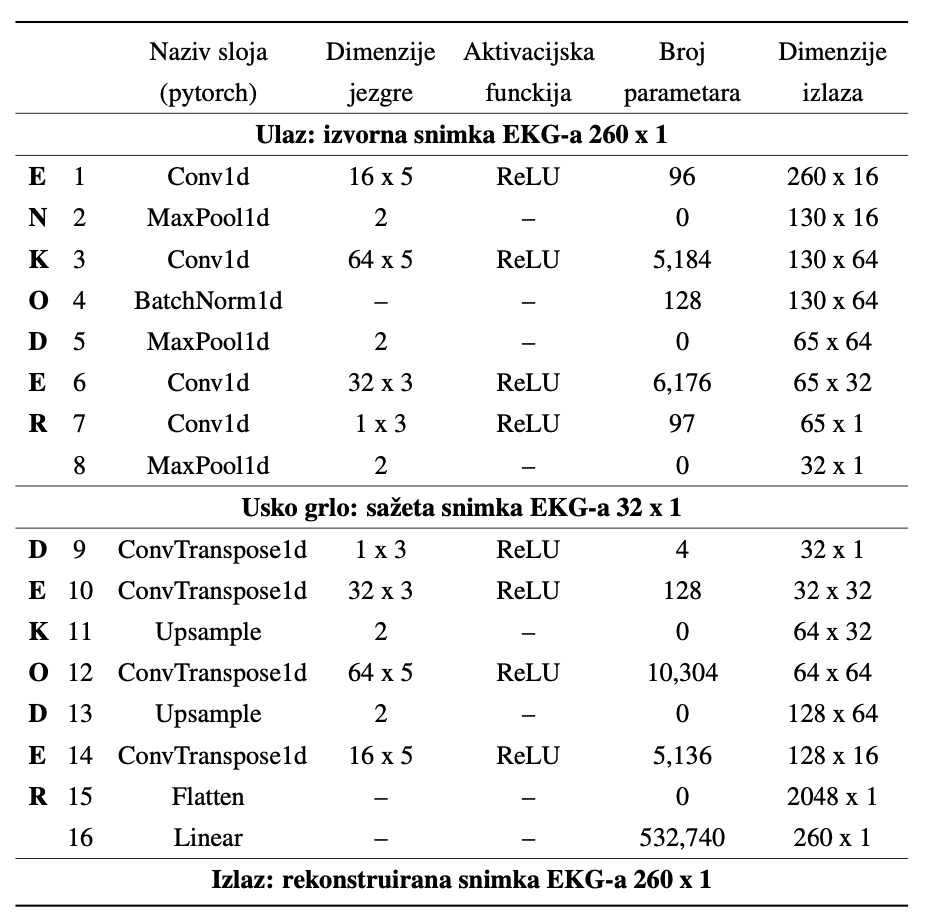 Naziv sloja Dimenzije Aktivacijska Broj Dimenzije
(pytorch) jezgre funckija parametara izlaza
Ulaz: izvorna snimka EKG-a 260 x 1
E 1 Conv1d 16 x 5 ReLU 96 260 x 16
N 2 MaxPool1d 2 – 0 130 x 16
K 3 Conv1d 64 x 5 ReLU 5,184 130 x 64
O 4 BatchNorm1d – – 128 130 x 64
D 5 MaxPool1d 2 – 0 65 x 64
E 6 Conv1d 32 x 3 ReLU 6,176 65 x 32
R 7 Conv1d 1 x 3 ReLU 97 65 x 1
8 MaxPool1d 2 – 0 32 x 1
Usko grlo: sažeta snimka EKG-a 32 x 1
D 9 ConvTranspose1d 1 x 3 ReLU 4 32 x 1
E 10 ConvTranspose1d 32 x 3 ReLU 128 32 x 32
K 11 Upsample 2 – 0 64 x 32
O 12 ConvTranspose1d 64 x 5 ReLU 10,304 64 x 64
D 13 Upsample 2 – 0 128 x 64
E 14 ConvTranspose1d 16 x 5 ReLU 5,136 128 x 16
R 15 Flatten – – 0 2048 x 1
16 Linear – – 532,740 260 x 1
Izlaz: rekonstruirana snimka EKG-a 260 x 1